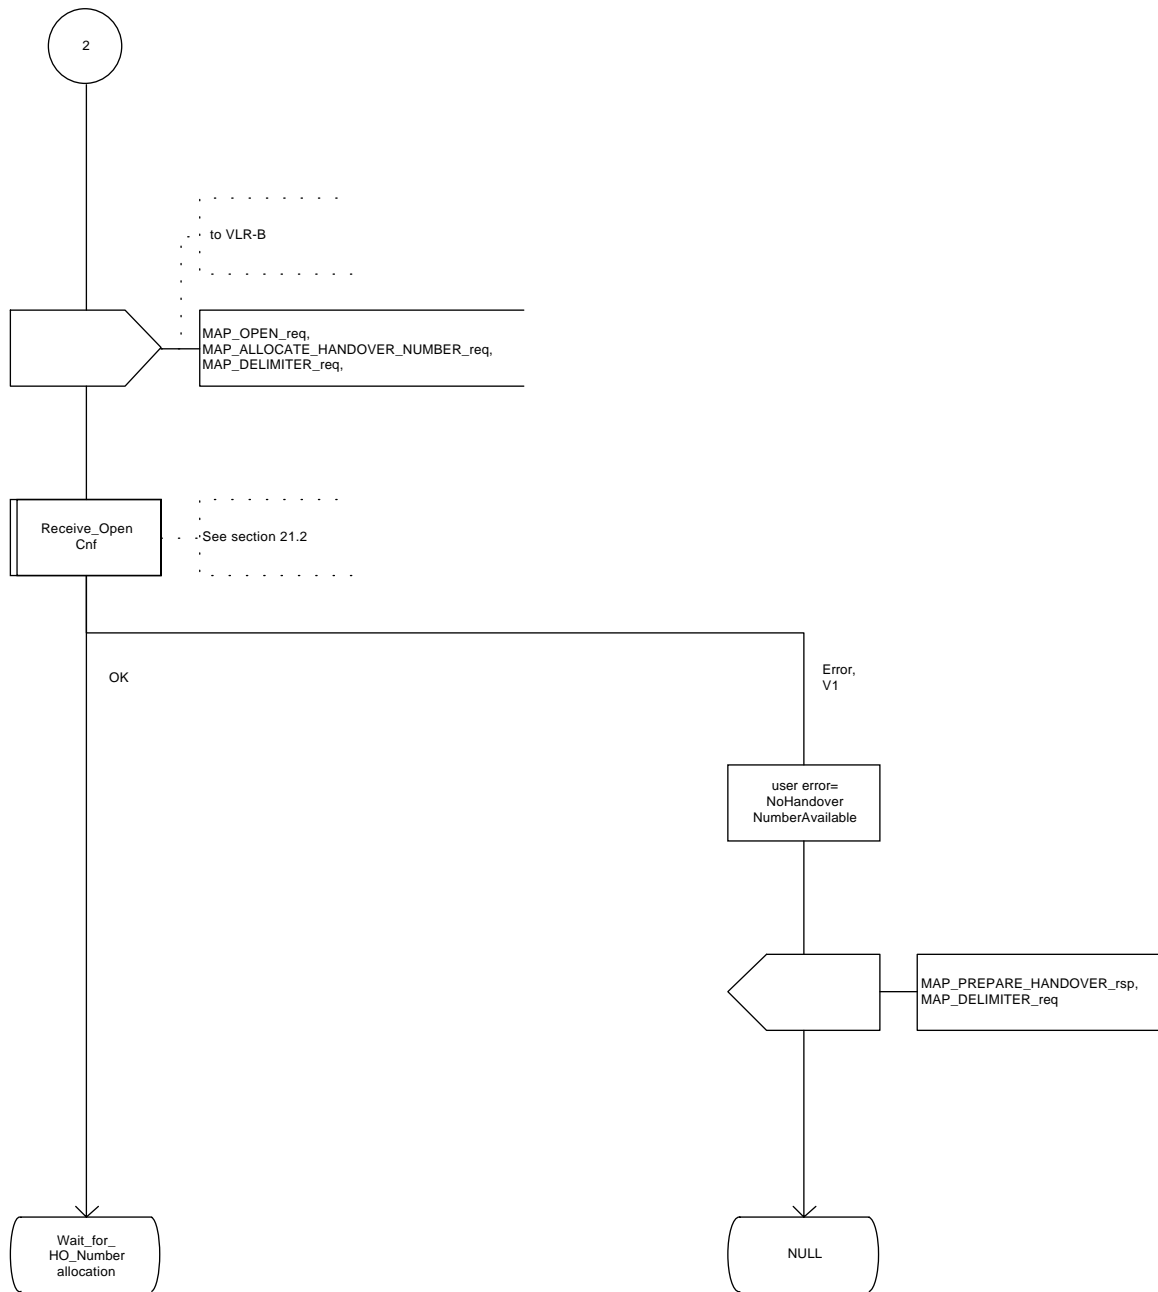 2
to VLR-B
MAP_OPEN_req,
MAP_ALLOCATE_HANDOVER_NUMBER_req,
MAP_DELIMITER_req,
Receive_Open
Cnf
See section 21.2
OK
Error,
V1
user error=
NoHandover
NumberAvailable
MAP_PREPARE_HANDOVER_rsp,
MAP_DELIMITER_req
Wait_for_
HO_Number
allocation
NULL